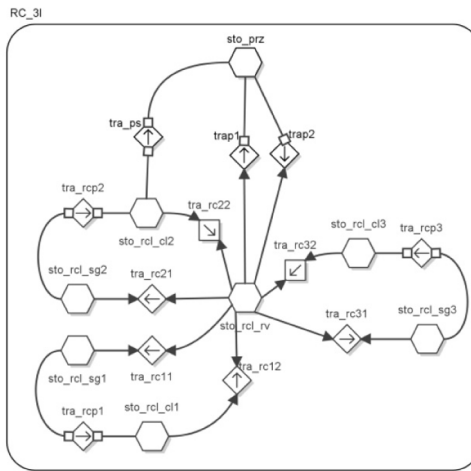 RC_3l
sto_prz
tra_ps
trap1
trap2
tra_rcp2
tra_rc22
sto_rcl_cl3
tra_rcp3
sto_rcl_cl2
tra_rc32
sto_rcl_sg2
tra_rc21
tra_rc31
sto_rcl_sg3
sto_rcl_rv
sto_rcl_sg1
tra_rc11
tra_rc12
tra_rcp1
sto_rcl_cl1